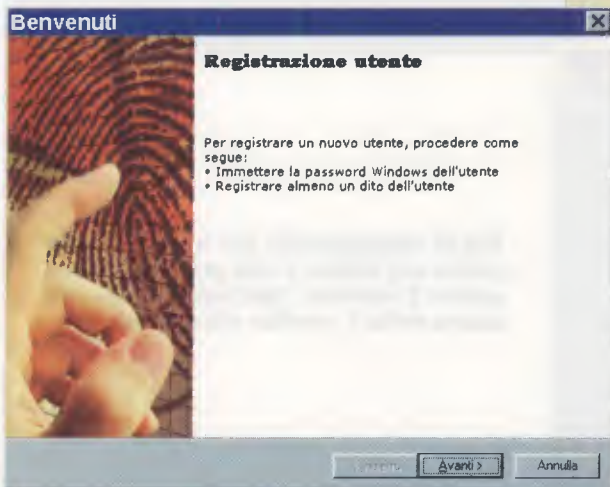 Benvenuti
Registrazione utente
Per registrare un nuovo utente, procedere come
segue:
• Immettere la password Windows dell'utente
• Registrare almeno un dito dell'utente
Avanti >
Annulla